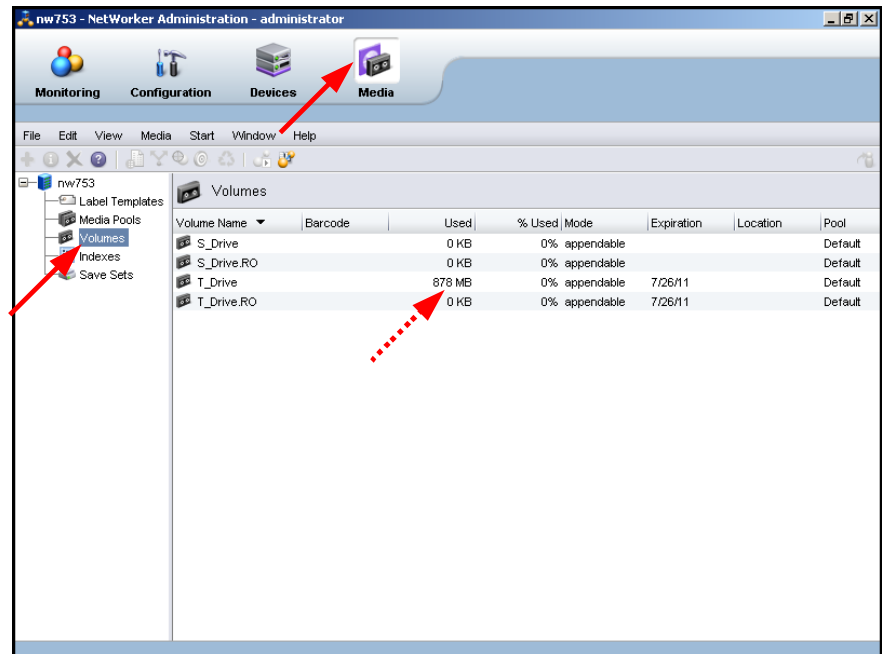 nw753 - NetWorker Administration - administrator
Monitoring Configuration Devices Media
File Edit View Media Start Window Help
nw753
Label Templates
Media Pools
Volumes
Indexes
Save Sets
Volumes
Volume Name Barcode Used % Used Mode Expiration Location Pool
S_Drive 0 KB 0% appendable Default
S_Drive.RO 0 KB 0% appendable Default
T_Drive 878 MB 0% appendable 7/26/11 Default
T_Drive.RO 0 KB 0% appendable 7/26/11 Default